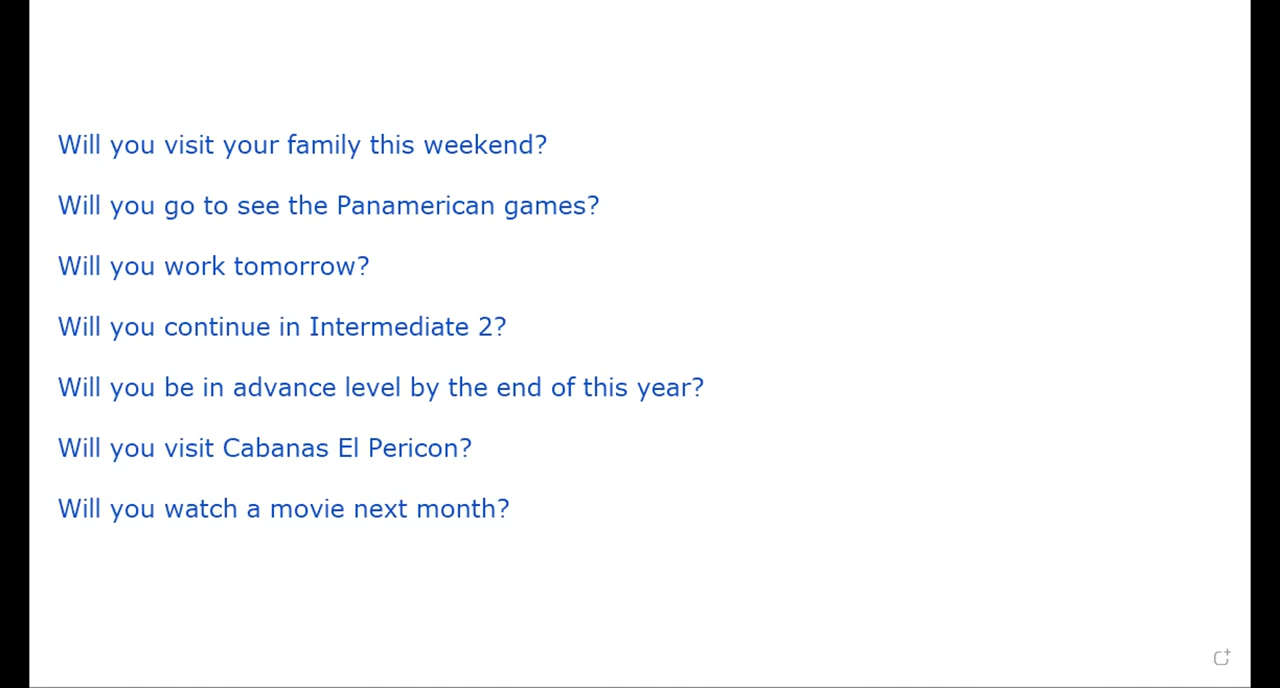 Will you visit your family this weekend?
Will you go to see the Panamerican games?
Will you work tomorrow?
Will you continue in Intermediate 2?
Will you be in advance level by the end of this year?
Will you visit Cabanas El Pericon?
Will you watch a movie next month?